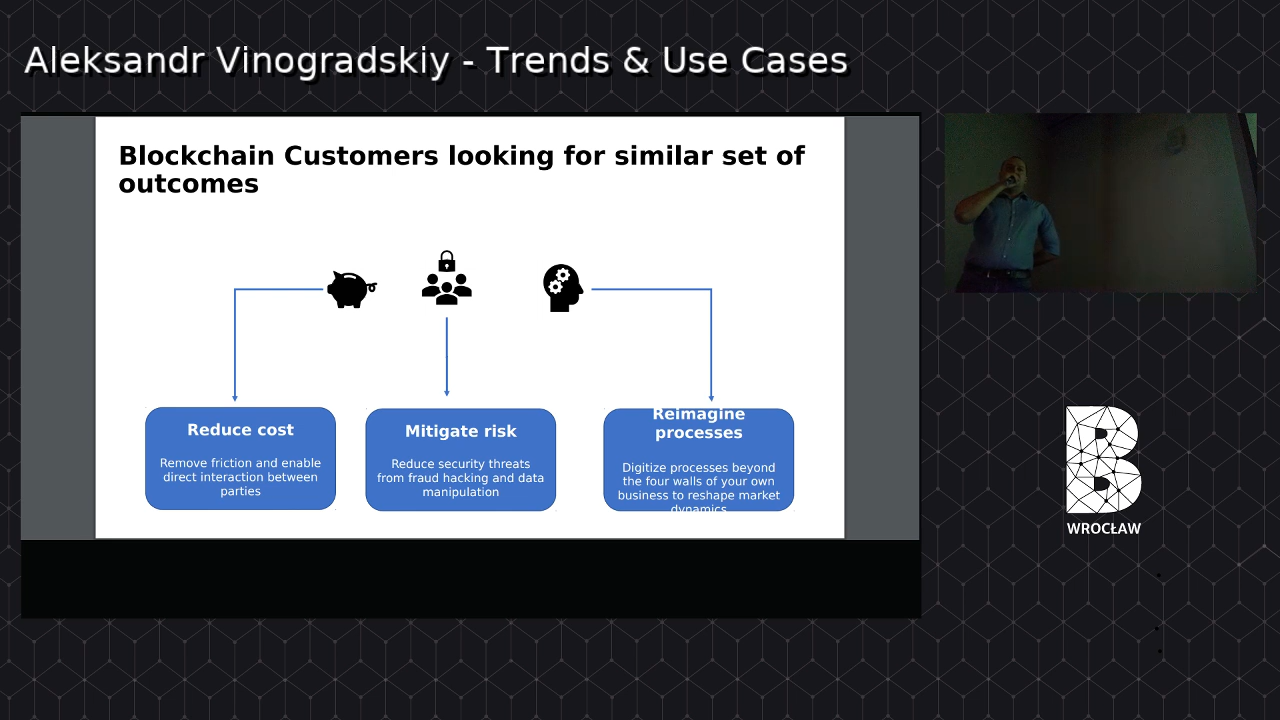 Aleksandr Vinogradskiy - Trends & Use Cases
Blockchain Customers looking for similar set of
outcomes
Reduce cost
Remove friction and enable
direct interaction between
parties
Mitigate risk
Reduce security threats
from fraud hacking and data
manipulation
Reimagine
processes
Digitize processes beyond
the four walls of your own
business to reshape market
dynamics
B
WROCŁAW